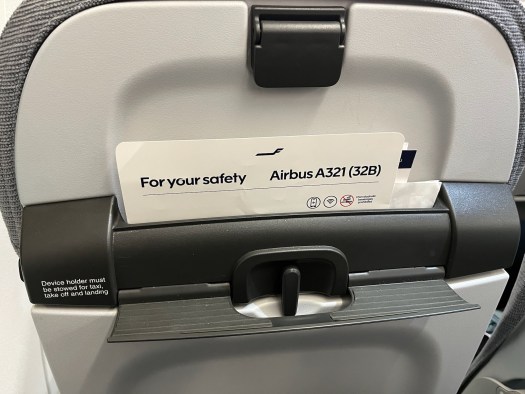 For your safety Airbus A321 (32B)
Device holder must
be stowed for taxi,
take off and landing